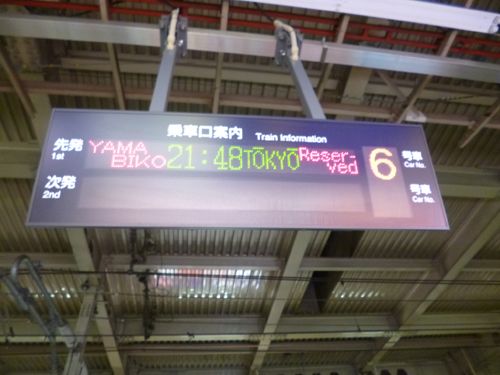 乗車口案内 Train Information
先発 YAMA BIKO 21:48 TŌKYŌ Reser-ved 6 号車
1st Car No.
次発 号車
2nd Car No.